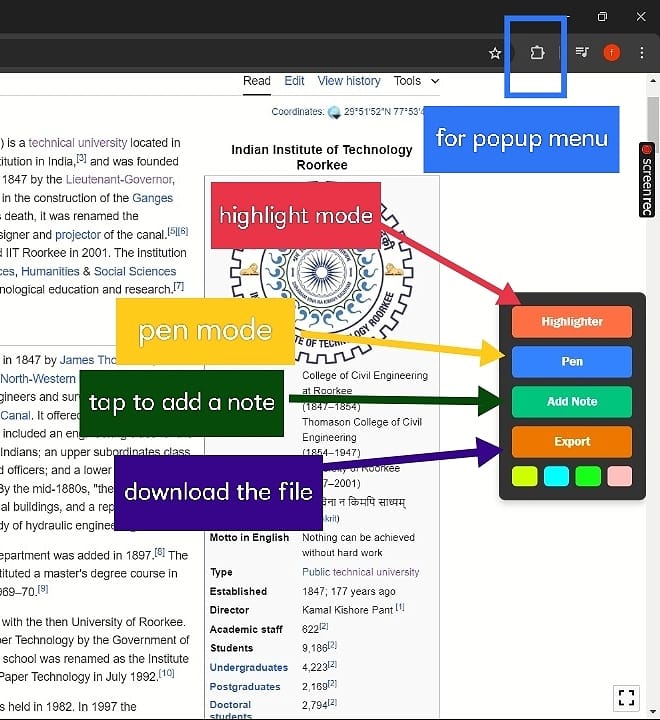 Read Edit View history Tools
Coordinates: 29°51′52″N 77°53′4
for popup menu
screenrec
) is a technical university located in
titution in India,[3] and was founded
1847 by the Lieutenant-Governor,
in the construction of the Ganges
death, it was renamed the
signer and projector of the canal.[5][6]
d IIT Roorkee in 2001. The institution
ces, Humanities & Social Sciences
nological education and research.[7]
Indian Institute of Technology
Roorkee
highlight mode
pen mode
tap to add a note
download the file
Highlighter
Pen
Add Note
Export
in 1847 by James Tho
North-Western
gineers and sur
Canal. It offered
included an eng
Indians; an upper subordinates class
d officers; and a lower
By the mid-1880s, "the
al buildings, and a rep
dy of hydraulic enginee
epartment was added in 1897.[8] The
tituted a master's degree course in
969–70.[9]
with the then University of Roorkee.
per Technology by the Government of
school was renamed as the Institute
Paper Technology in July 1992.[10]
s held in 1982. In 1997 the
College of Civil Engineering
at Roorkee
(1847–1854)
Thomason College of Civil
Engineering
(1854–1947)
of Roorkee
7–2001)
विना न किमपि साध्यम्
krit)
Motto in English Nothing can be achieved
without hard work
Type Public technical university
Established 1847; 177 years ago
Director Kamal Kishore Pant [1]
Academic staff 622[2]
Students 9,186[2]
Undergraduates 4,223[2]
Postgraduates 2,169[2]
Doctoral 2,794[2]
students